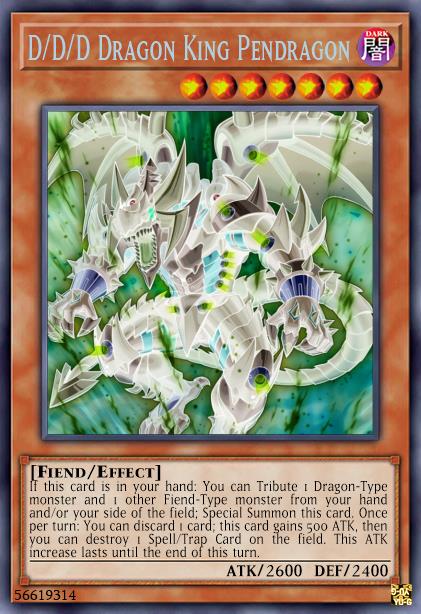 D/D/D Dragon King Pendragon
DARK
闇
[Fiend/Effect]
If this card is in your hand: You can Tribute 1 Dragon-Type
monster and 1 other Fiend-Type monster from your hand
and/or your side of the field; Special Summon this card. Once
per turn: You can discard 1 card; this card gains 500 ATK, then
you can destroy 1 Spell/Trap Card on the field. This ATK
increase lasts until the end of this turn.
ATK/2600 DEF/2400
56619314